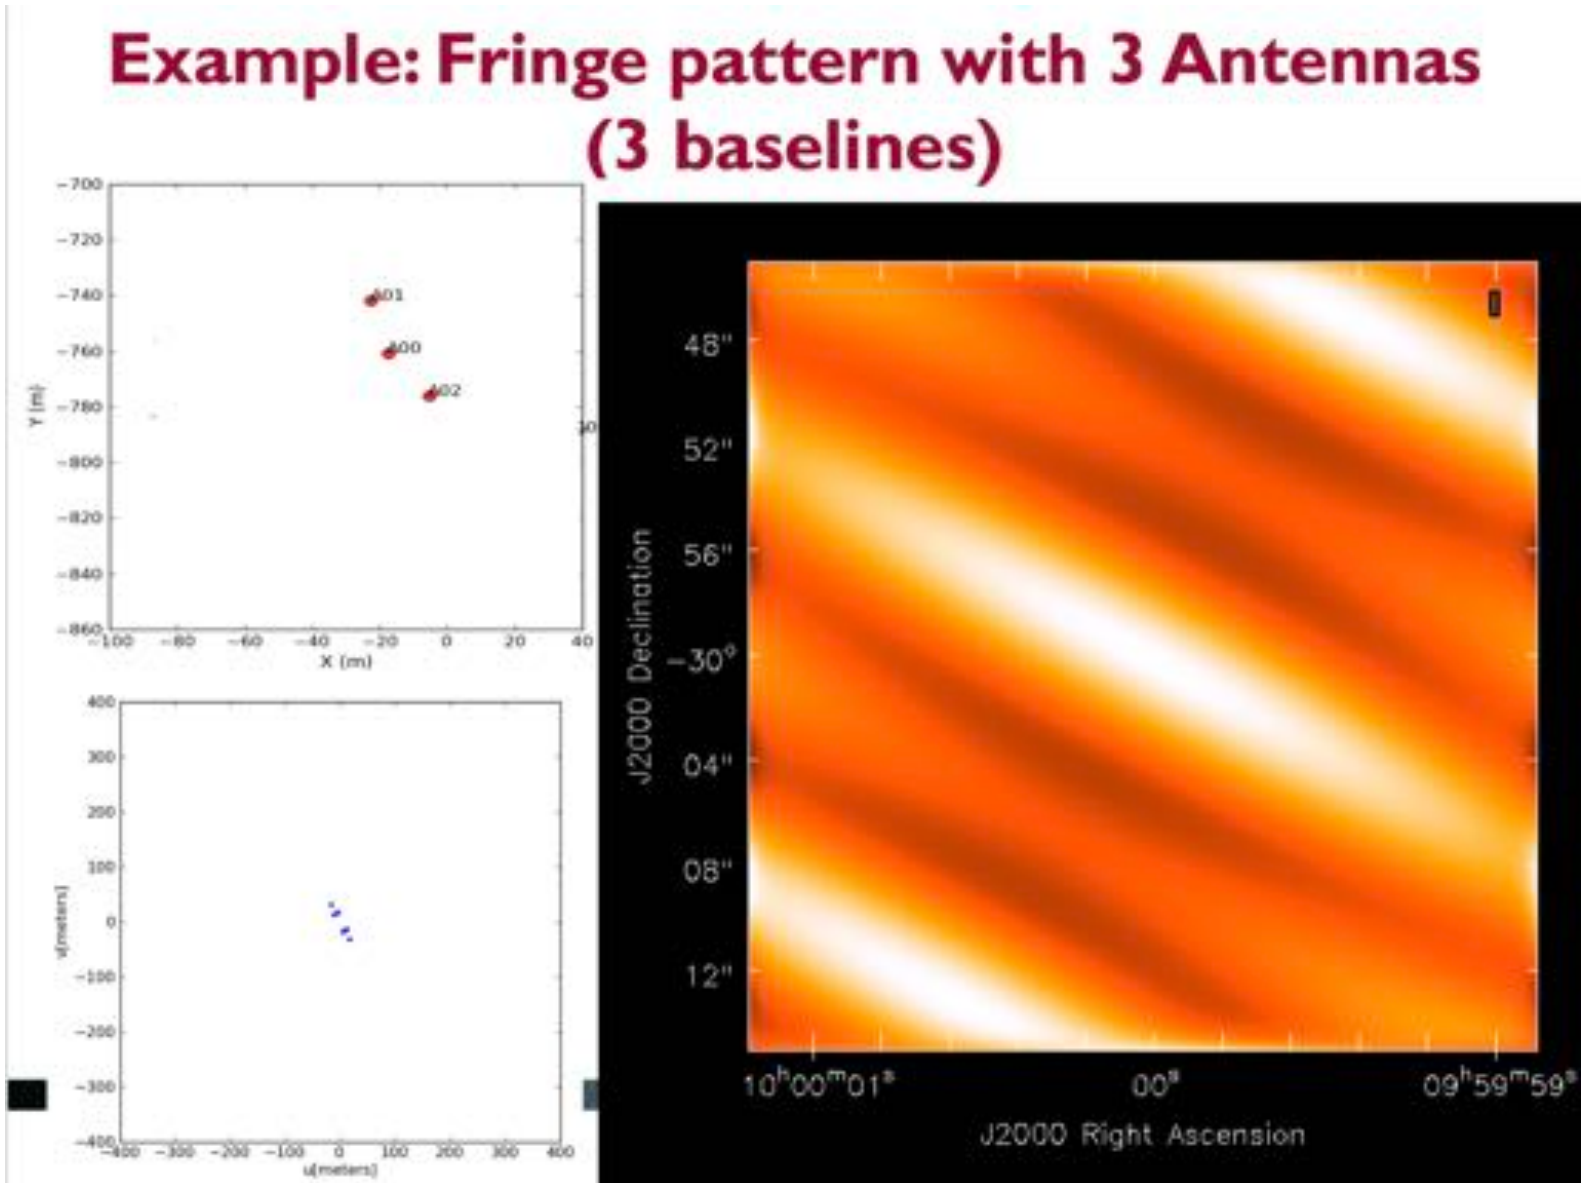 Example: Fringe pattern with 3 Antennas
(3 baselines)
−700
−720
−740
−760
−780
−800
−820
−840
−860
Y (m)
A01
A00
A02
−100 −80 −60 −40 −20 0 20 40
X (m)
400
300
200
100
0
−100
−200
−300
−400
v[meters]
−400 −300 −200 −100 0 100 200 300 400
u[meters]
J2000 Declination
48"
52"
56"
−30°
04"
08"
12"
10ʰ00ᵐ01ˢ 00ˢ 09ʰ59ᵐ59ˢ
J2000 Right Ascension